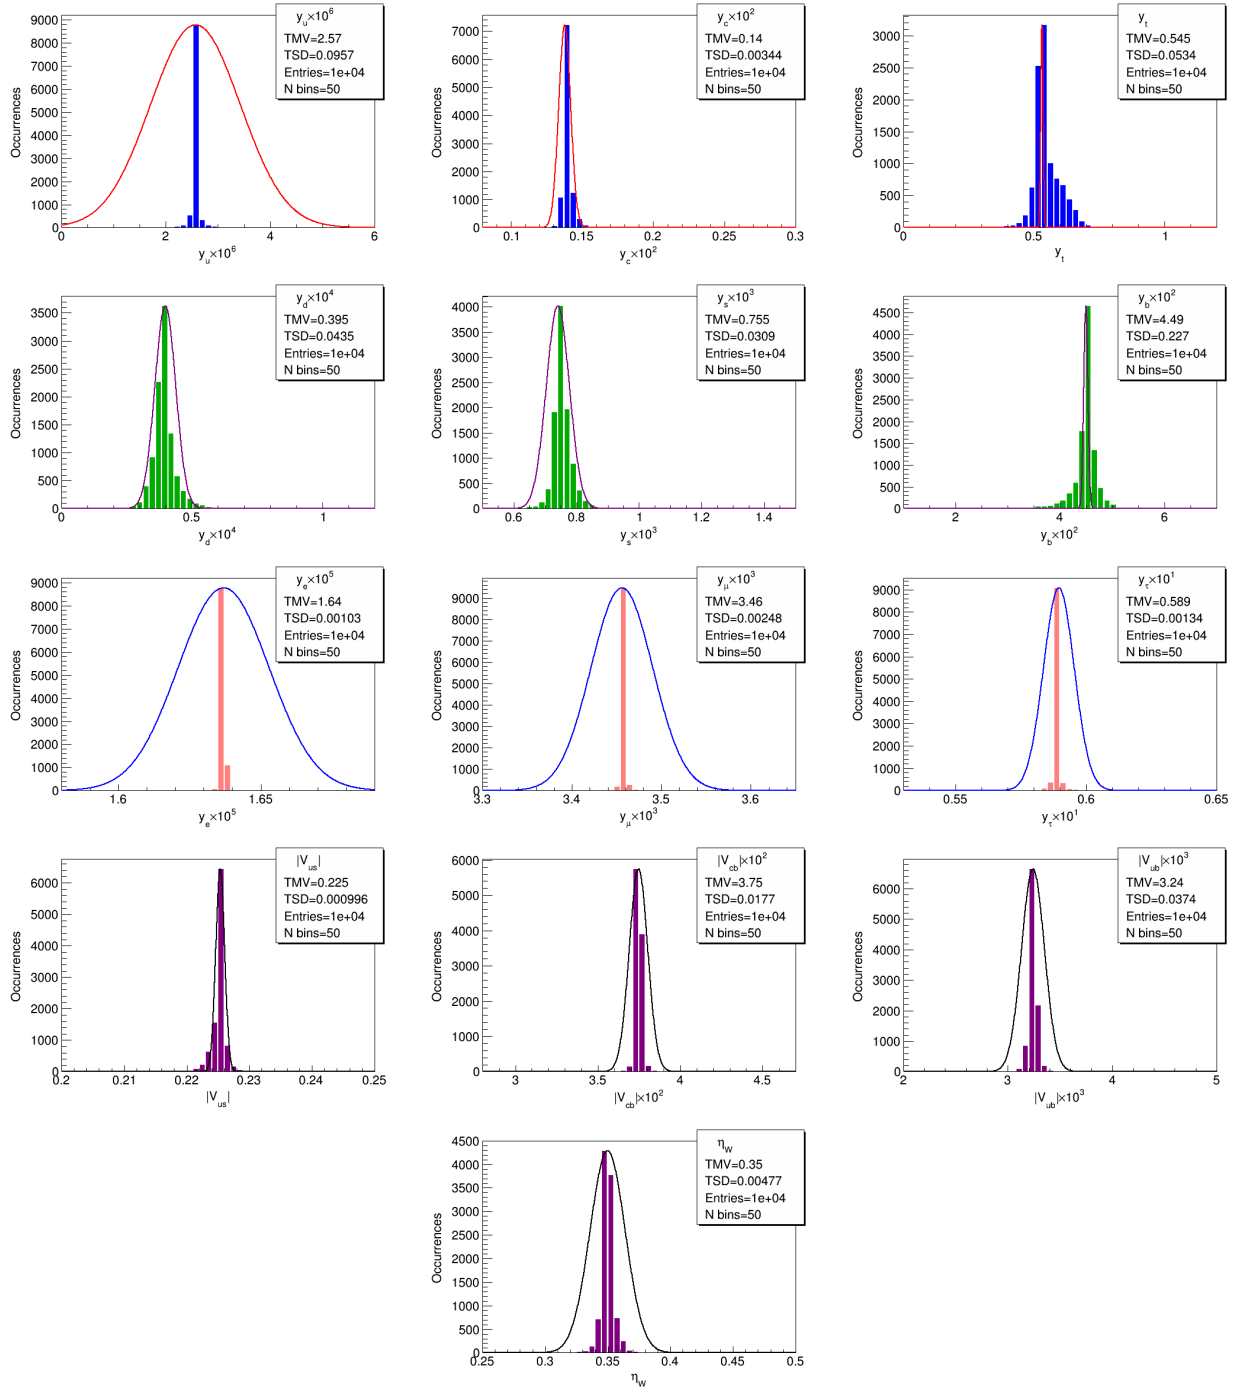 y_u×10^6
TMV=2.57
TSD=0.0957
Entries=1e+04
N bins=50
Occurrences
9000
8000
7000
6000
5000
4000
3000
2000
1000
0
0 2 4 6
y_u×10^6
y_c×10^2
TMV=0.14
TSD=0.00344
Entries=1e+04
N bins=50
Occurrences
7000
6000
5000
4000
3000
2000
1000
0
0.1 0.15 0.2 0.25 0.3
y_c×10^2
y_t
TMV=0.545
TSD=0.0534
Entries=1e+04
N bins=50
Occurrences
3000
2500
2000
1500
1000
500
0
0 0.5 1
y_t
y_d×10^4
TMV=0.395
TSD=0.0435
Entries=1e+04
N bins=50
Occurrences
3500
3000
2500
2000
1500
1000
500
0
0 0.5 1
y_d×10^4
y_s×10^3
TMV=0.755
TSD=0.0309
Entries=1e+04
N bins=50
Occurrences
4000
3500
3000
2500
2000
1500
1000
500
0
0.6 0.8 1 1.2 1.4
y_s×10^3
y_b×10^2
TMV=4.49
TSD=0.227
Entries=1e+04
N bins=50
Occurrences
4500
4000
3500
3000
2500
2000
1500
1000
500
0
2 4 6
y_b×10^2
y_e×10^5
TMV=1.64
TSD=0.00103
Entries=1e+04
N bins=50
Occurrences
9000
8000
7000
6000
5000
4000
3000
2000
1000
0
1.6 1.65
y_e×10^5
y_μ×10^3
TMV=3.46
TSD=0.00248
Entries=1e+04
N bins=50
Occurrences
9000
8000
7000
6000
5000
4000
3000
2000
1000
0
3.3 3.4 3.5 3.6
y_μ×10^3
y_τ×10^1
TMV=0.589
TSD=0.00134
Entries=1e+04
N bins=50
Occurrences
9000
8000
7000
6000
5000
4000
3000
2000
1000
0
0.55 0.6 0.65
y_τ×10^1
|V_us|
TMV=0.225
TSD=0.000996
Entries=1e+04
N bins=50
Occurrences
6000
5000
4000
3000
2000
1000
0
0.2 0.21 0.22 0.23 0.24 0.25
|V_us|
|V_cb|×10^2
TMV=3.75
TSD=0.0177
Entries=1e+04
N bins=50
Occurrences
6000
5000
4000
3000
2000
1000
0
3 3.5 4 4.5
|V_cb|×10^2
|V_ub|×10^3
TMV=3.24
TSD=0.0374
Entries=1e+04
N bins=50
Occurrences
6000
5000
4000
3000
2000
1000
0
2 3 4 5
|V_ub|×10^3
η_W
TMV=0.35
TSD=0.00477
Entries=1e+04
N bins=50
Occurrences
4500
4000
3500
3000
2500
2000
1500
1000
500
0
0.25 0.3 0.35 0.4 0.45 0.5
η_W